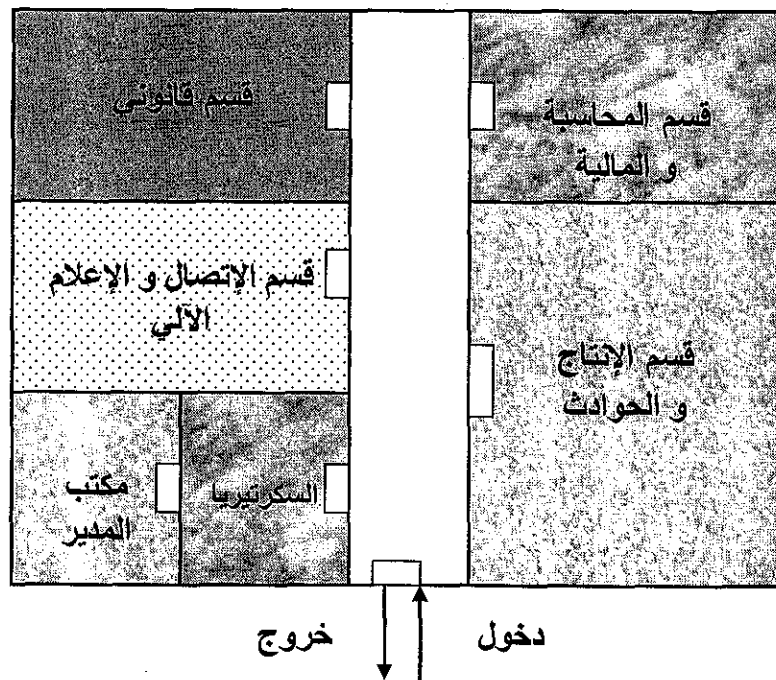 قسم المحاسبة
و المالية
قسم قانوني
قسم الإتصال و الإعلام
الآلي
قسم الإنتاج
و الحوادث
السكرتيريا
مكتب
المدير
دخول
خروج